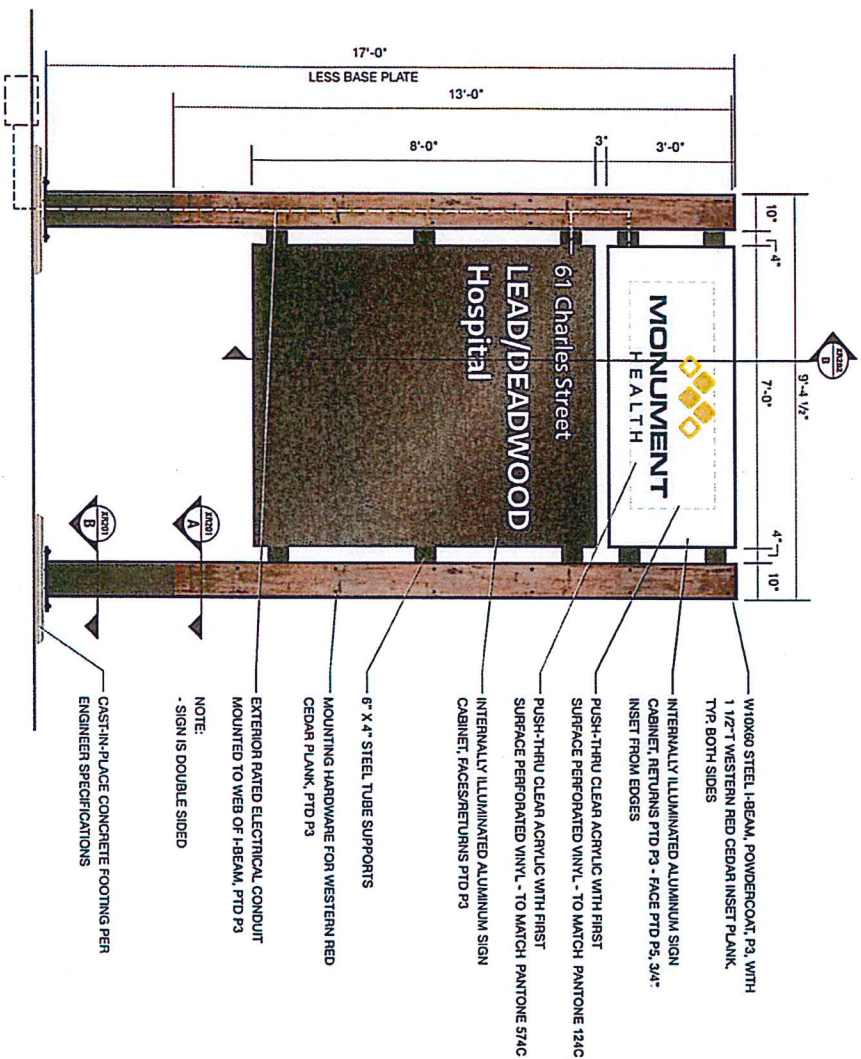 9'-4 1/2"
10"
4"
7'-0"
4"
10"
XR202
B
17'-0"
LESS BASE PLATE
13'-0"
8'-0"
3"
3'-0"
MONUMENT
HEALTH
61 Charles Street
LEAD/DEADWOOD
Hospital
XR201
A
XR201
B
W10X60 STEEL I-BEAM, POWDERCOAT, P3, WITH
1 1/2"T WESTERN RED CEDAR INSET PLANK,
TYP. BOTH SIDES
INTERNALLY ILLUMINATED ALUMINUM SIGN
CABINET, RETURNS PTD P3 - FACE PTD P5, 3/4"
INSET FROM EDGES
PUSH-THRU CLEAR ACRYLIC WITH FIRST
SURFACE PERFORATED VINYL - TO MATCH PANTONE 124C
PUSH-THRU CLEAR ACRYLIC WITH FIRST
SURFACE PERFORATED VINYL - TO MATCH PANTONE 574C
INTERNALLY ILLUMINATED ALUMINUM SIGN
CABINET, FACES/RETURNS PTD P3
6" X 4" STEEL TUBE SUPPORTS
MOUNTING HARDWARE FOR WESTERN RED
CEDAR PLANK, PTD P3
EXTERIOR RATED ELECTRICAL CONDUIT
MOUNTED TO WEB OF I-BEAM, PTD P3
NOTE:
- SIGN IS DOUBLE SIDED
CAST-IN-PLACE CONCRETE FOOTING PER
ENGINEER SPECIFICATIONS